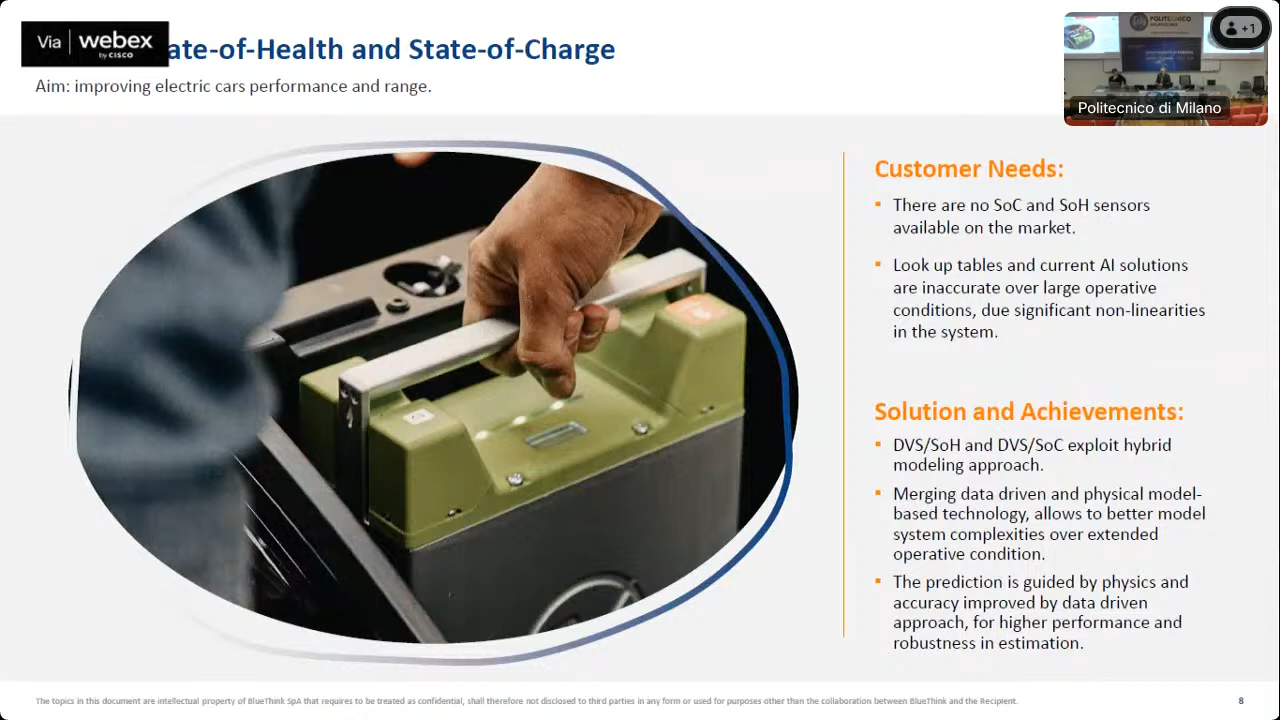 Via webex
by CISCO
ate-of-Health and State-of-Charge
Aim: improving electric cars performance and range.
+1
POLITECNICO
Politecnico di Milano
Customer Needs:
There are no SoC and SoH sensors
available on the market.
Look up tables and current AI solutions
are inaccurate over large operative
conditions, due significant non-linearities
in the system.
Solution and Achievements:
DVS/SoH and DVS/SoC exploit hybrid
modeling approach.
Merging data driven and physical model-
based technology, allows to better model
system complexities over extended
operative condition.
The prediction is guided by physics and
accuracy improved by data driven
approach, for higher performance and
robustness in estimation.
The topics in this document are intellectual property of BlueThink SpA that requires to be treated as confidential, shall therefore not disclosed to third parties in any form or used for purposes other than the collaboration between BlueThink and the Recipient.
8